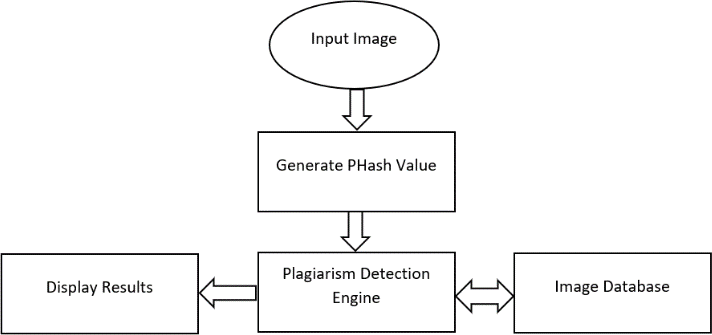 Input Image
Generate PHash Value
Display Results
Plagiarism Detection
Engine
Image Database